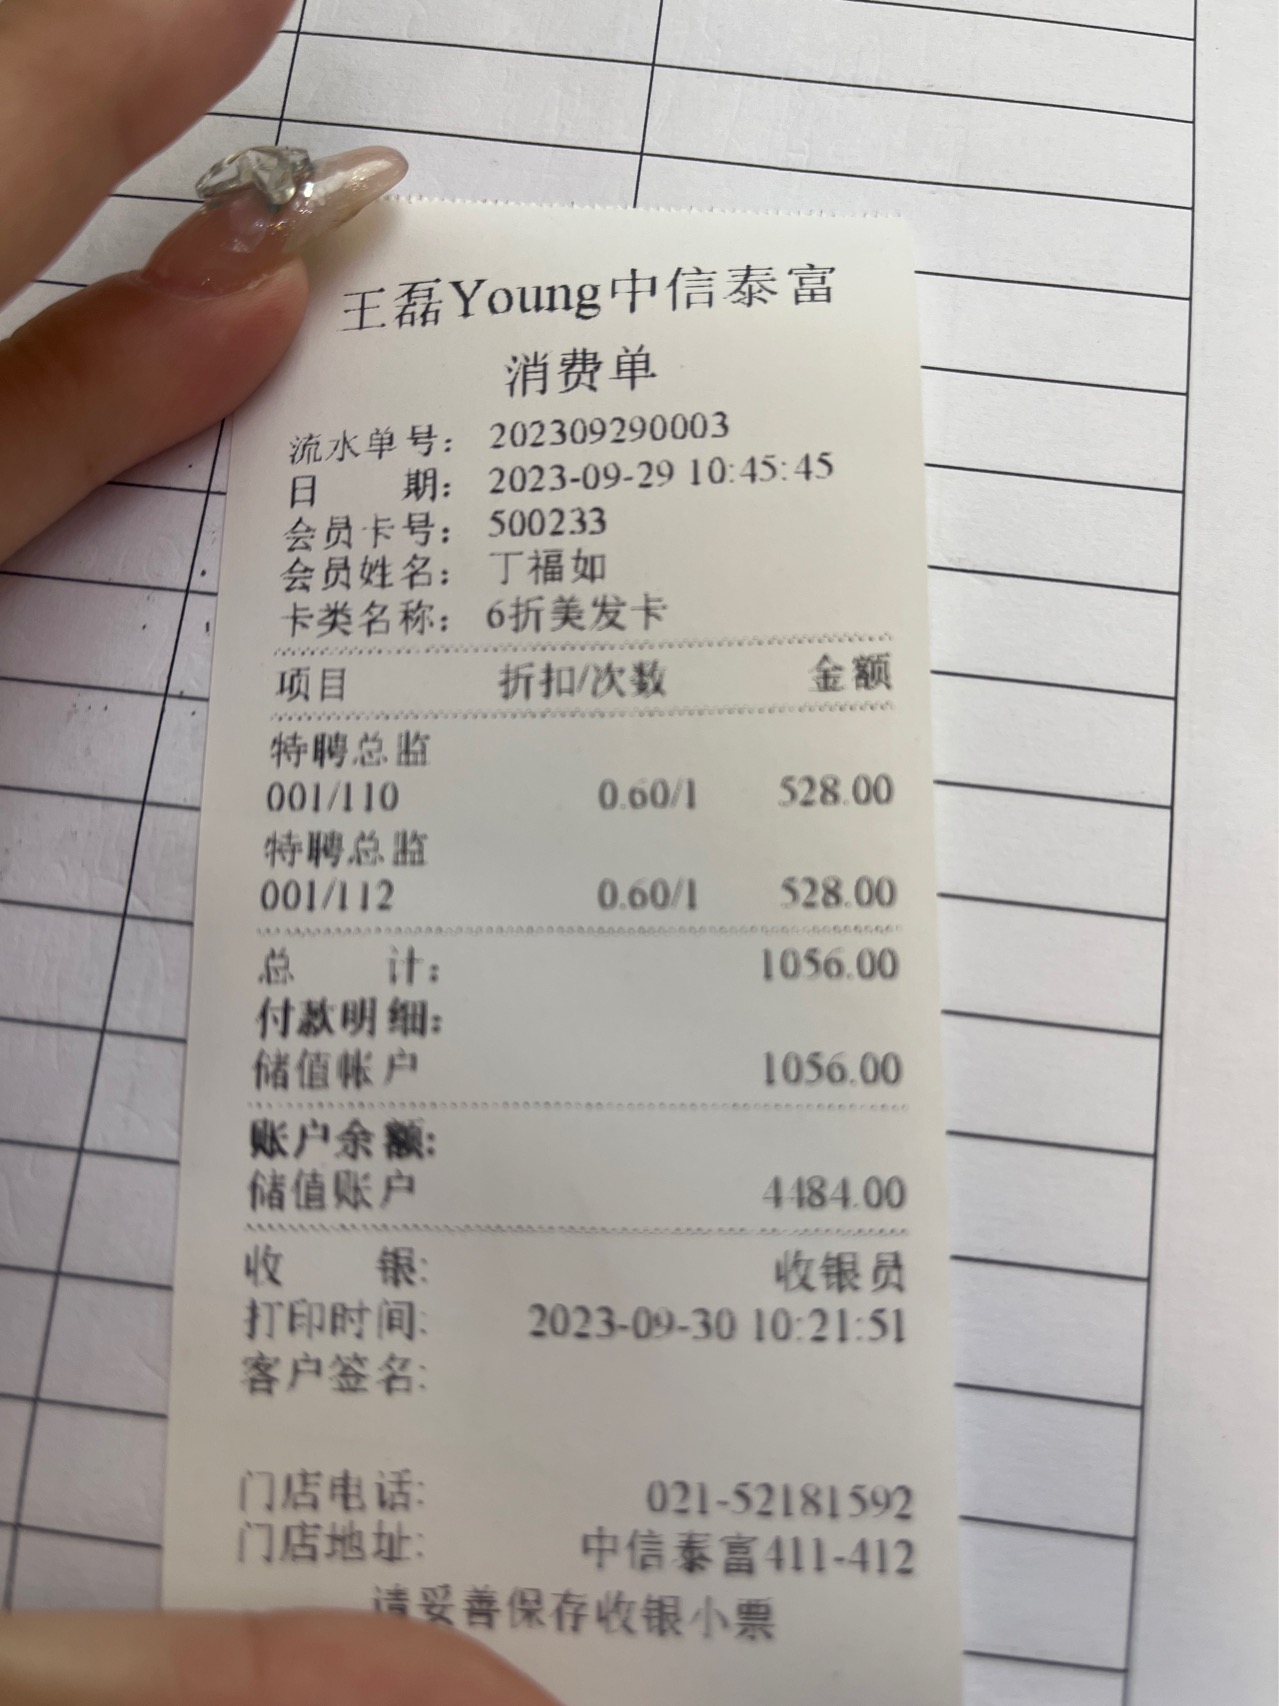 王磊Young中信泰富
消费单
流水单号: 202309290003
日 期: 2023-09-29 10:45:45
会员卡号: 500233
会员姓名: 丁福如
卡类名称: 6折美发卡
项目 折扣/次数 金额
特聘总监
001/110 0.60/1 528.00
特聘总监
001/112 0.60/1 528.00
总 计: 1056.00
付款明细:
储值帐户 1056.00
账户余额:
储值账户 4484.00
收 银: 收银员
打印时间: 2023-09-30 10:21:51
客户签名:
门店电话: 021-52181592
门店地址: 中信泰富411-412
请妥善保存收银小票